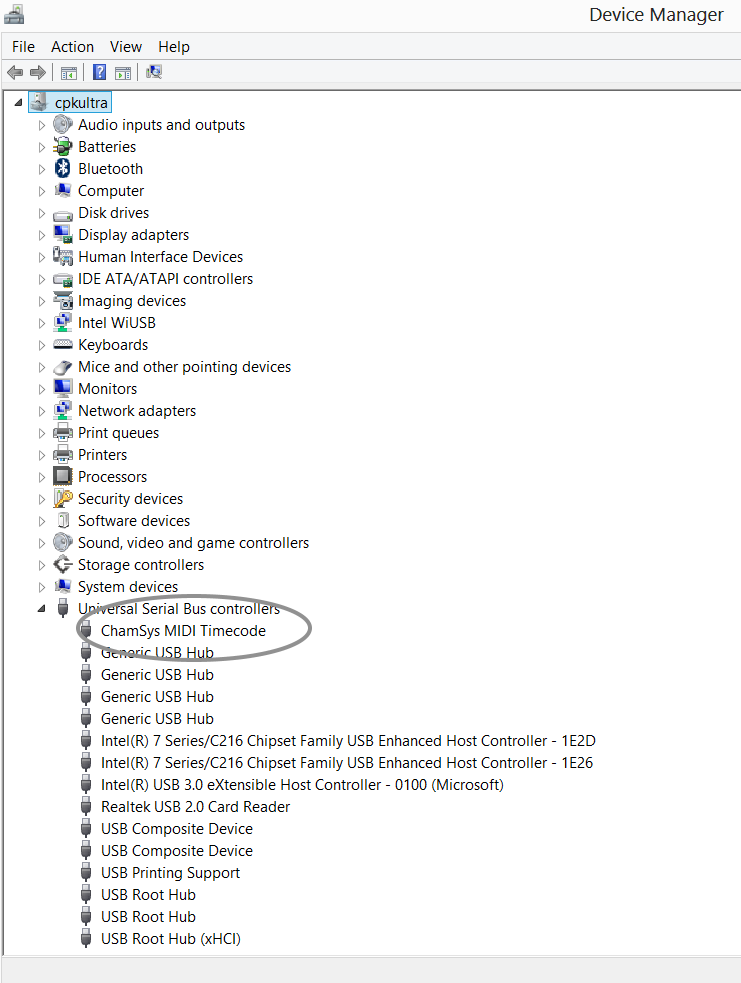 Device Manager
File Action View Help
cpkultra
Audio inputs and outputs
Batteries
Bluetooth
Computer
Disk drives
Display adapters
Human Interface Devices
IDE ATA/ATAPI controllers
Imaging devices
Intel WiUSB
Keyboards
Mice and other pointing devices
Monitors
Network adapters
Print queues
Printers
Processors
Security devices
Software devices
Sound, video and game controllers
Storage controllers
System devices
Universal Serial Bus controllers
ChamSys MIDI Timecode
Generic USB Hub
Generic USB Hub
Generic USB Hub
Generic USB Hub
Intel(R) 7 Series/C216 Chipset Family USB Enhanced Host Controller - 1E2D
Intel(R) 7 Series/C216 Chipset Family USB Enhanced Host Controller - 1E26
Intel(R) USB 3.0 eXtensible Host Controller - 0100 (Microsoft)
Realtek USB 2.0 Card Reader
USB Composite Device
USB Composite Device
USB Printing Support
USB Root Hub
USB Root Hub
USB Root Hub (xHCI)